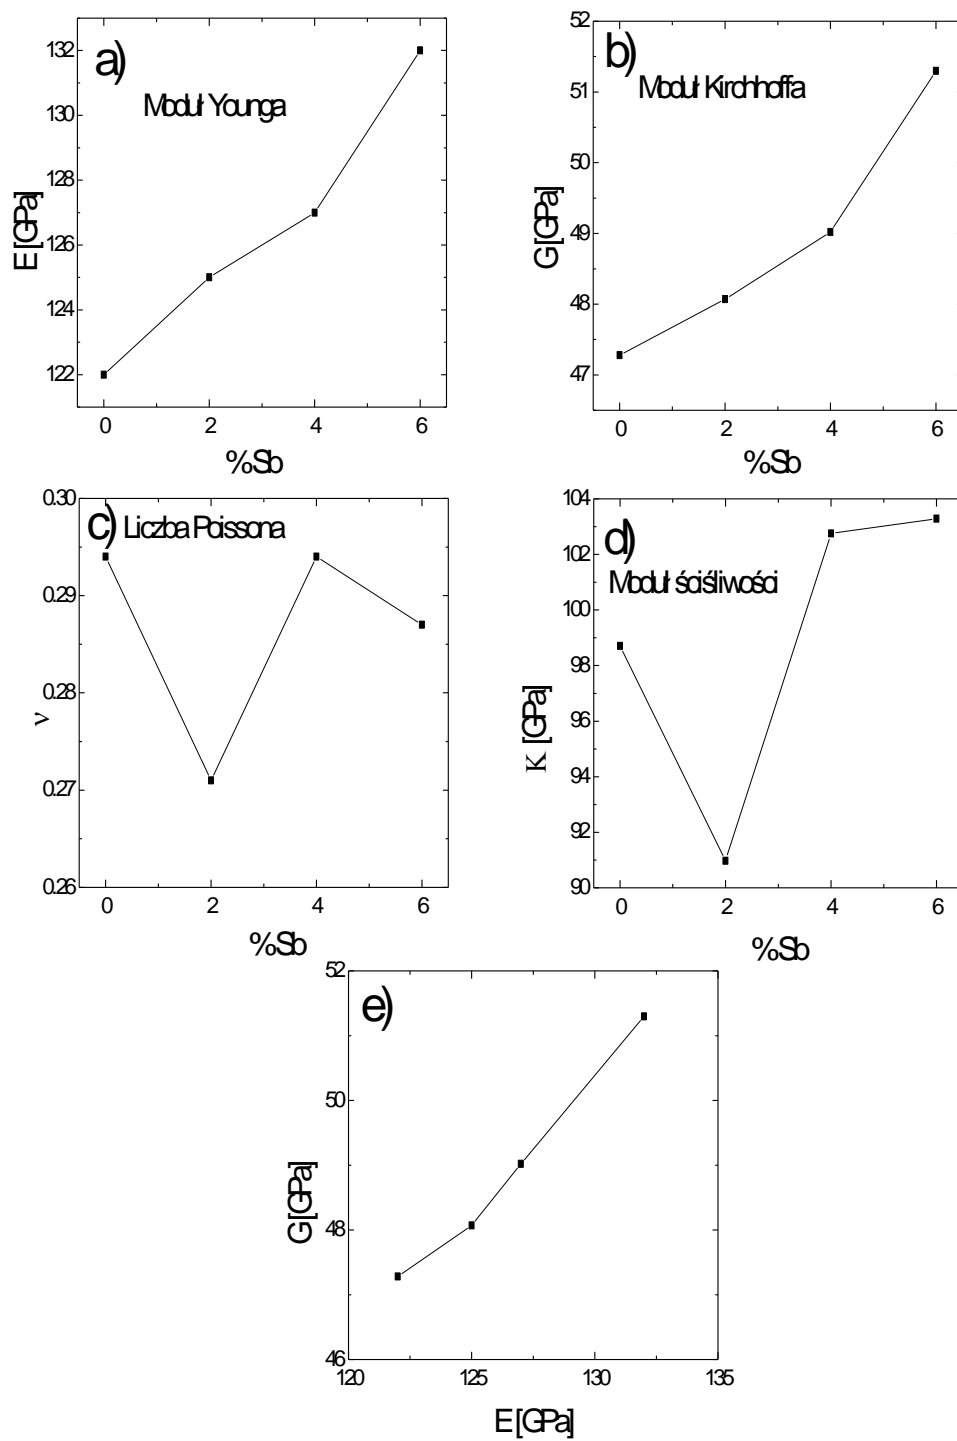 a)
Moduł Younga
132
130
128
126
124
122
E [GPa]
0 2 4 6
%Sb
b)
Moduł Kirchhoffa
52
51
50
49
48
47
G [GPa]
0 2 4 6
%Sb
c) Liczba Poissona
0.30
0.29
0.28
0.27
0.26
ν
0 2 4 6
%Sb
d)
Moduł ściśliwości
104
102
100
98
96
94
92
90
K [GPa]
0 2 4 6
%Sb
e)
52
50
48
46
G [GPa]
120 125 130 135
E [GPa]